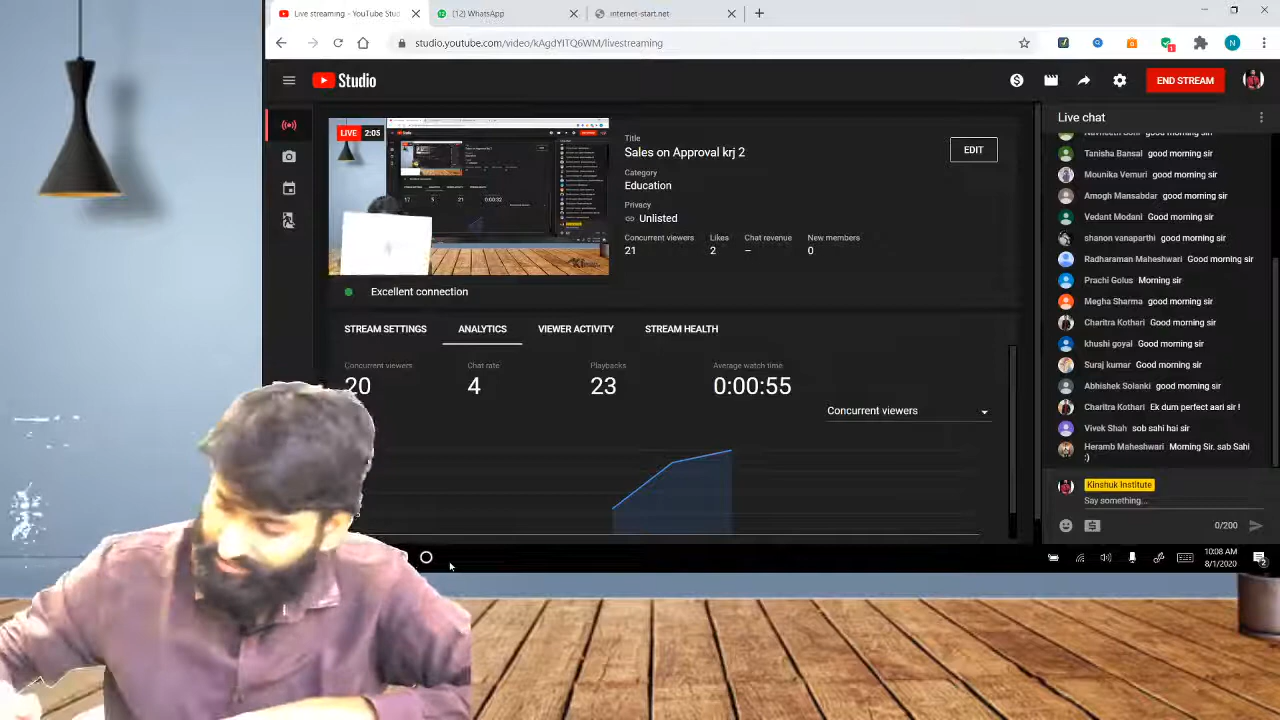 Live streaming - YouTube Stud
(12) WhatsApp
internet-start.net
studio.youtube.com/video/kAgdYITQ6WM/livestreaming
N
Studio
END STREAM
LIVE 2:05
Title
Sales on Approval krj 2
EDIT
Category
Education
Privacy
Unlisted
Concurrent viewers
21
Likes
2
Chat revenue
–
New members
0
Excellent connection
STREAM SETTINGS
ANALYTICS
VIEWER ACTIVITY
STREAM HEALTH
Concurrent viewers
20
Chat rate
4
Playbacks
23
Average watch time
0:00:55
Concurrent viewers
Live chat
Tanisha Bansal good morning sir
Mounika Vemuri good morning sir
Amogh Mansabdar good morning sir
Vedant Modani good morning sir
shanon vanaparthi good morning sir
Radharaman Maheshwari Good morning sir
Prachi Golus Morning sir
Megha Sharma good morning sir
Charitra Kothari Good morning sir
khushi goyal Good morning sir
Suraj kumar Good morning sir
Abhishek Solanki good morning sir
Charitra Kothari Ek dum perfect aari sir !
Vivek Shah sob sahi hai sir
Heramb Maheshwari Morning Sir. sab Sahi
:)
Kinshuk Institute
Say something...
0/200
10:08 AM
8/1/2020
2